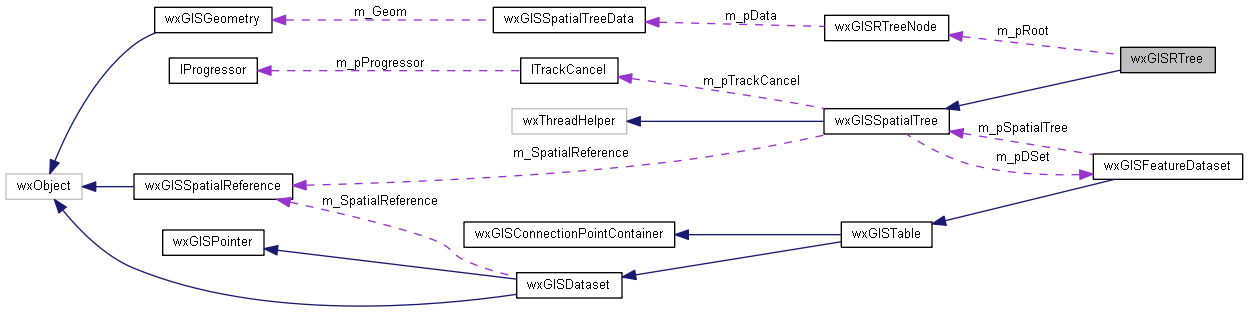 wxGISGeometry
m_Geom
wxGISSpatialTreeData
m_pData
wxGISRTreeNode
m_pRoot
wxGISRTree
IProgressor
m_pProgressor
ITrackCancel
m_pTrackCancel
wxThreadHelper
wxGISSpatialTree
m_pSpatialTree
m_SpatialReference
m_pDSet
wxGISFeatureDataset
wxObject
wxGISSpatialReference
m_SpatialReference
wxGISPointer
wxGISConnectionPointContainer
wxGISTable
wxGISDataset